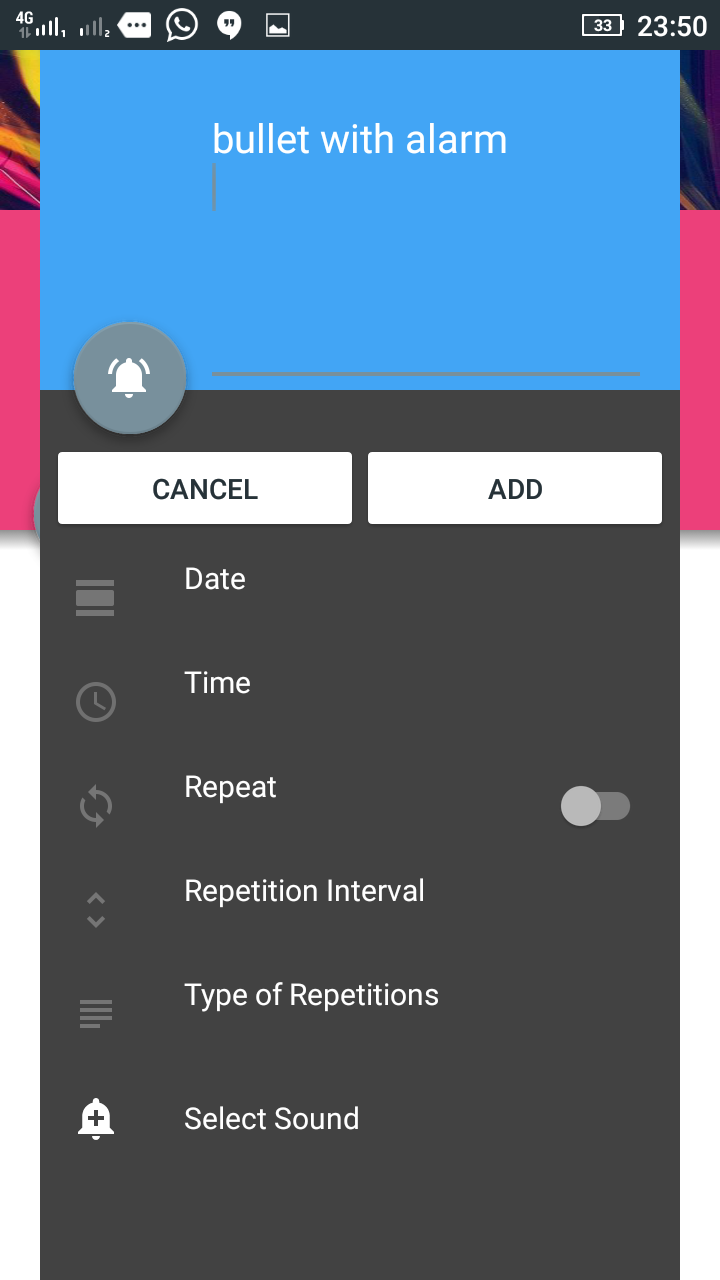 4G 1 2 33 23:50
bullet with alarm
CANCEL ADD
Date
Time
Repeat
Repetition Interval
Type of Repetitions
Select Sound